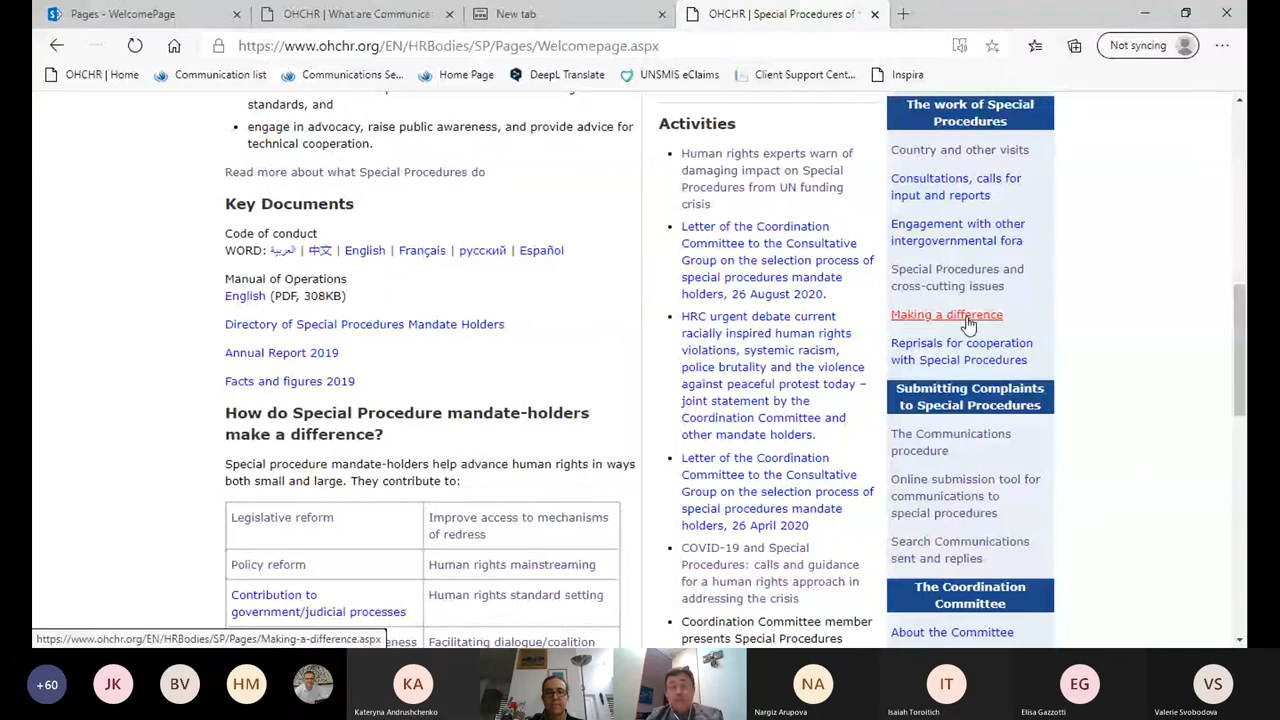 Pages - WelcomePage
OHCHR | What are Communicat
New tab
OHCHR | Special Procedures of t
https://www.ohchr.org/EN/HRBodies/SP/Pages/Welcomepage.aspx
Not syncing
OHCHR | Home
Communication list
Communications Se...
Home Page
DeepL Translate
UNSMIS eClaims
Client Support Cent...
Inspira
standards, and
engage in advocacy, raise public awareness, and provide advice for
technical cooperation.
Read more about what Special Procedures do
Key Documents
Code of conduct
WORD: العربية | 中文 | English | Français | русский | Español
Manual of Operations
English (PDF, 308KB)
Directory of Special Procedures Mandate Holders
Annual Report 2019
Facts and figures 2019
How do Special Procedure mandate-holders
make a difference?
Special procedure mandate-holders help advance human rights in ways
both small and large. They contribute to:
Legislative reform
Improve access to mechanisms
of redress
Policy reform
Human rights mainstreaming
Contribution to
government/judicial processes
Human rights standard setting
eness
Facilitating dialogue/coalition
https://www.ohchr.org/EN/HRBodies/SP/Pages/Making-a-difference.aspx
Activities
Human rights experts warn of
damaging impact on Special
Procedures from UN funding
crisis
Letter of the Coordination
Committee to the Consultative
Group on the selection process of
special procedures mandate
holders, 26 August 2020.
HRC urgent debate current
racially inspired human rights
violations, systemic racism,
police brutality and the violence
against peaceful protest today –
joint statement by the
Coordination Committee and
other mandate holders.
Letter of the Coordination
Committee to the Consultative
Group on the selection process of
special procedures mandate
holders, 26 April 2020
COVID-19 and Special
Procedures: calls and guidance
for a human rights approach in
addressing the crisis
Coordination Committee member
presents Special Procedures
The work of Special
Procedures
Country and other visits
Consultations, calls for
input and reports
Engagement with other
intergovernmental fora
Special Procedures and
cross-cutting issues
Making a difference
Reprisals for cooperation
with Special Procedures
Submitting Complaints
to Special Procedures
The Communications
procedure
Online submission tool for
communications to
special procedures
Search Communications
sent and replies
The Coordination
Committee
About the Committee
+60
JK
BV
HM
KA
Kateryna Andrushchenko
NA
Nargiz Arupova
IT
Isaiah Toroitich
EG
Elisa Gazzotti
VS
Valerie Svobodova